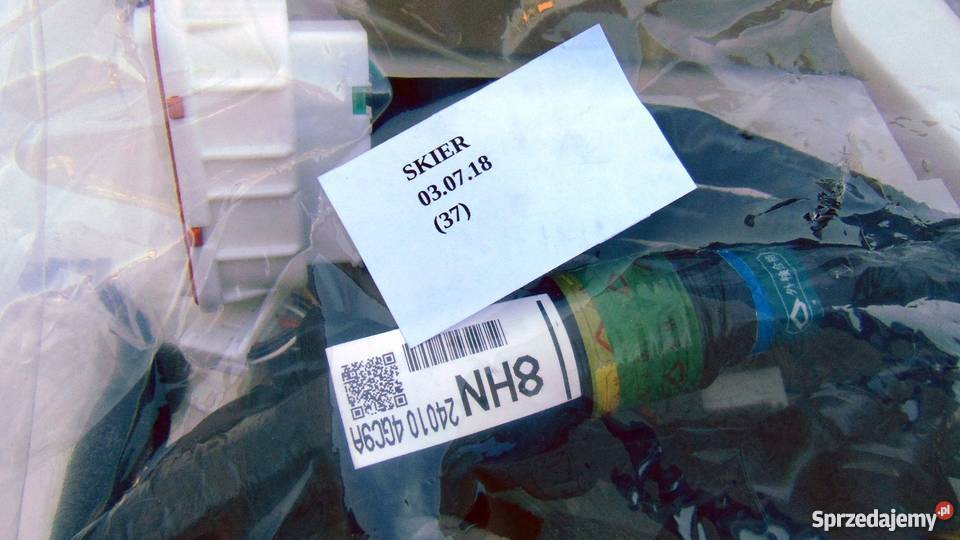 SKIER
03.07.18
(37)
8HN
24010 4GC9A
Sprzedajemy.pl